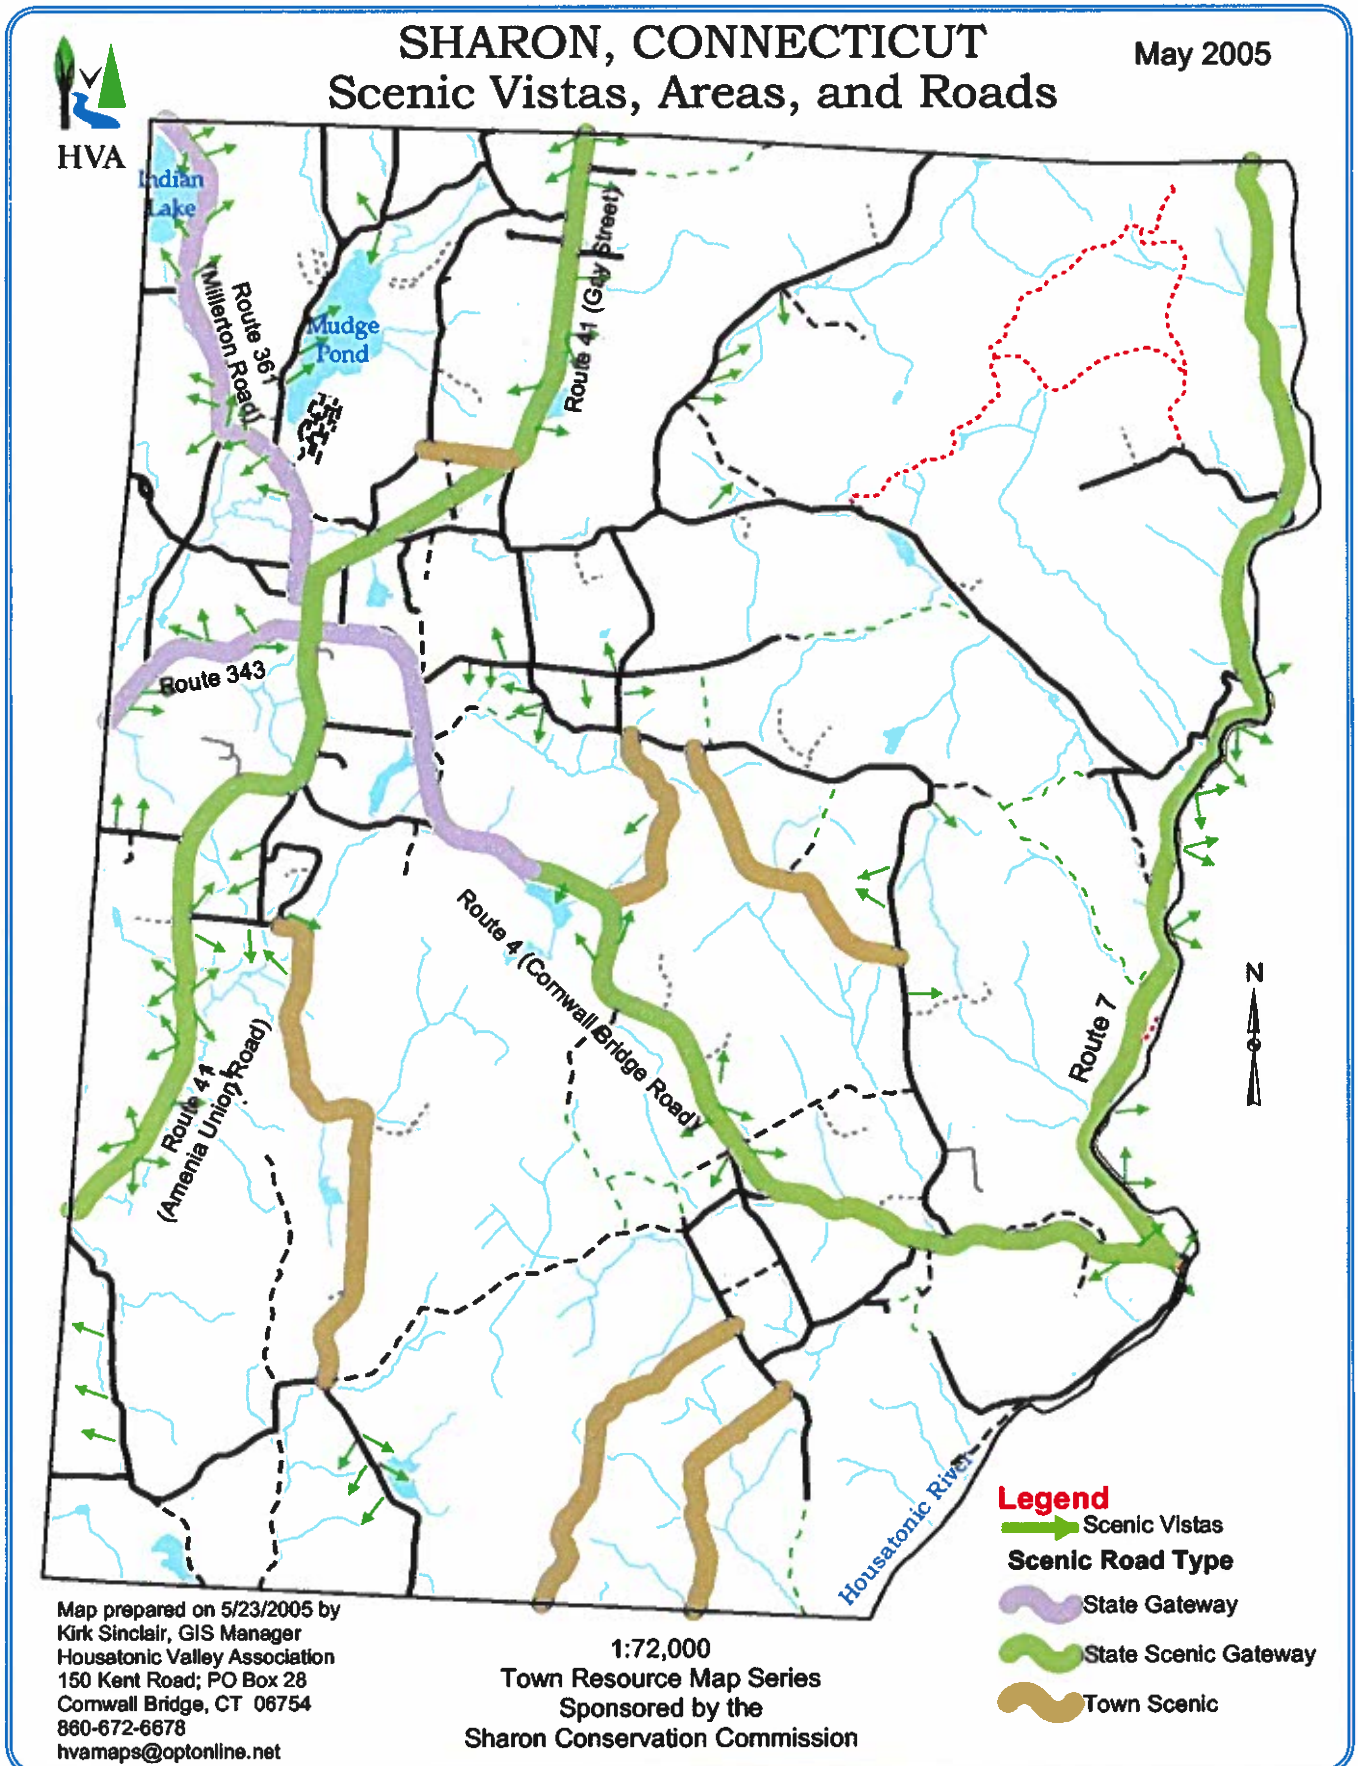 SHARON, CONNECTICUT
Scenic Vistas, Areas, and Roads
May 2005
HVA
Indian
Lake
Route 361
(Millerton Road)
Mudge
Pond
Route 41 (Gay Street)
Route 343
Route 4 (Cornwall Bridge Road)
Route 7
N
Route 41
(Amenia Union Road)
Housatonic River
Legend
Scenic Vistas
Scenic Road Type
State Gateway
State Scenic Gateway
Town Scenic
Map prepared on 5/23/2005 by
Kirk Sinclair, GIS Manager
Housatonic Valley Association
150 Kent Road; PO Box 28
Cornwall Bridge, CT 06754
860-672-6678
hvamaps@optonline.net
1:72,000
Town Resource Map Series
Sponsored by the
Sharon Conservation Commission